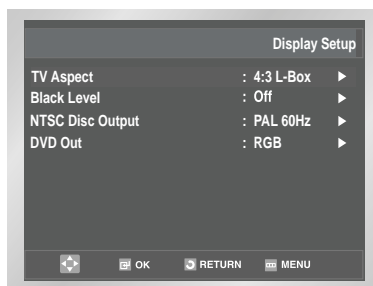 Display Setup
TV Aspect : 4:3 L-Box
Black Level : Off
NTSC Disc Output : PAL 60Hz
DVD Out : RGB
OK RETURN MENU